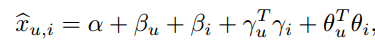 x̂_{u,i} = α + β_u + β_i + γ_u^T γ_i + θ_u^T θ_i,